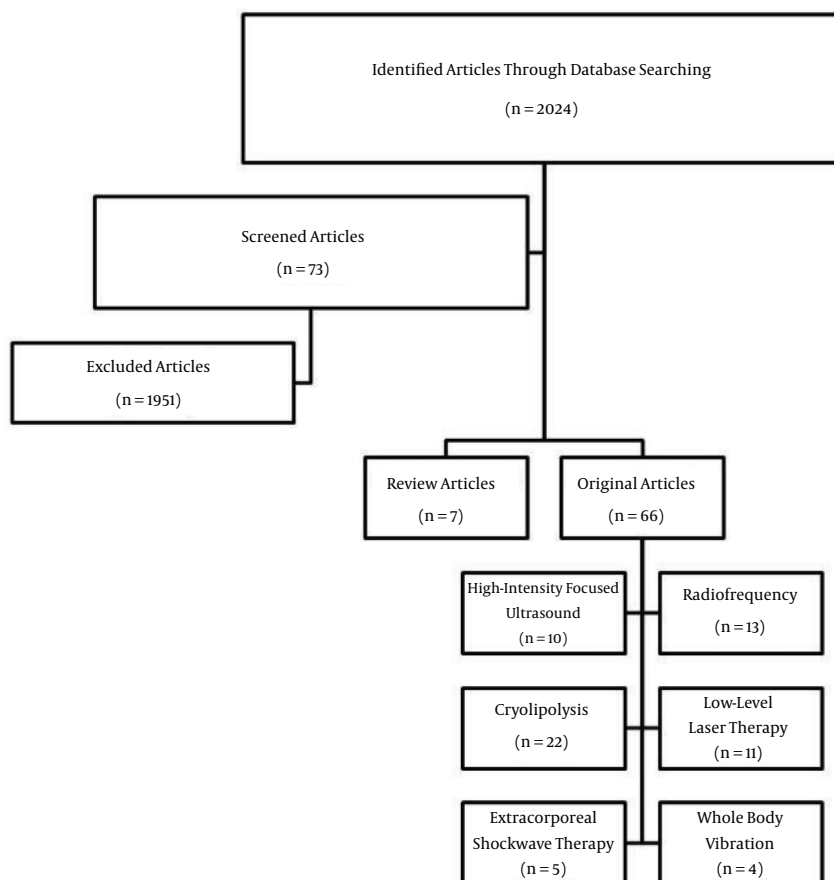 Identified Articles Through Database Searching
(n = 2024)
Screened Articles
(n = 73)
Excluded Articles
(n = 1951)
Review Articles
(n = 7)
Original Articles
(n = 66)
High-Intensity Focused
Ultrasound
(n = 10)
Radiofrequency
(n = 13)
Cryolipolysis
(n = 22)
Low-Level
Laser Therapy
(n = 11)
Extracorporeal
Shockwave Therapy
(n = 5)
Whole Body
Vibration
(n = 4)